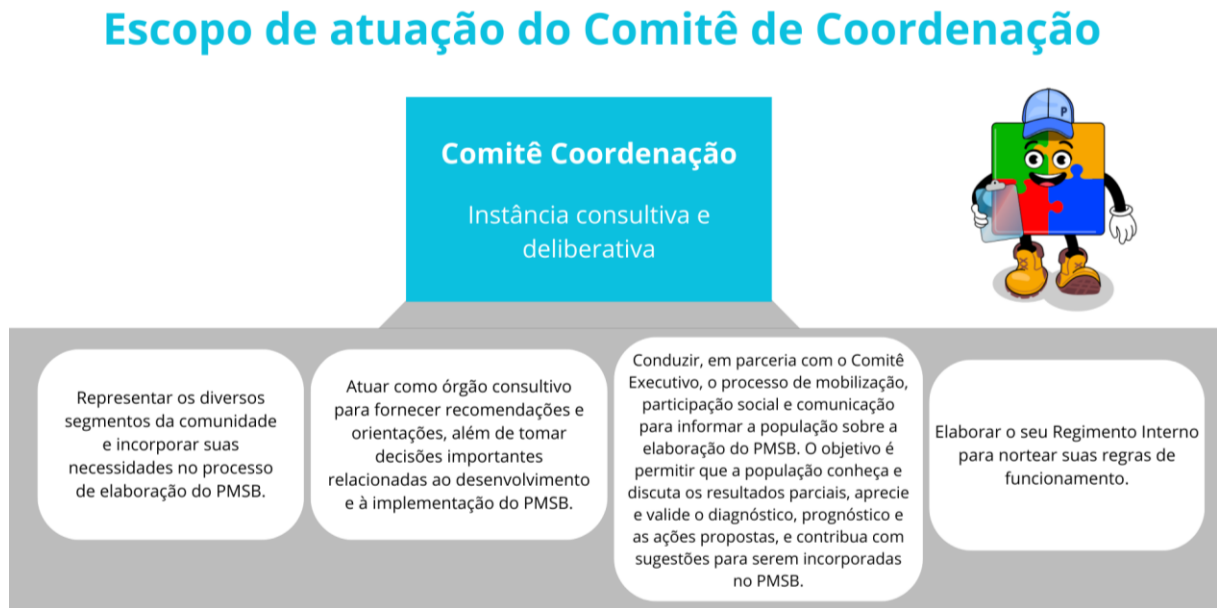 Escopo de atuação do Comitê de Coordenação
Comitê Coordenação
Instância consultiva e
deliberativa
P
Representar os diversos
segmentos da comunidade
e incorporar suas
necessidades no processo
de elaboração do PMSB.
Atuar como órgão consultivo
para fornecer recomendações e
orientações, além de tomar
decisões importantes
relacionadas ao desenvolvimento
e à implementação do PMSB.
Conduzir, em parceria com o Comitê
Executivo, o processo de mobilização,
participação social e comunicação
para informar a população sobre a
elaboração do PMSB. O objetivo é
permitir que a população conheça e
discuta os resultados parciais, aprecie
e valide o diagnóstico, prognóstico e
as ações propostas, e contribua com
sugestões para serem incorporadas
no PMSB.
Elaborar o seu Regimento Interno
para nortear suas regras de
funcionamento.